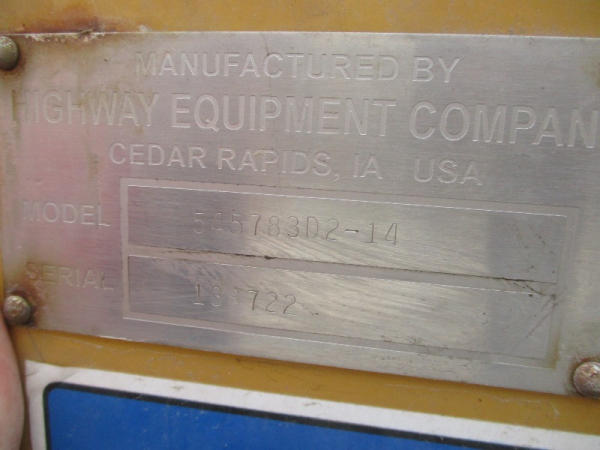 MANUFACTURED BY
HIGHWAY EQUIPMENT COMPAN
CEDAR RAPIDS, IA USA
MODEL
SERIAL